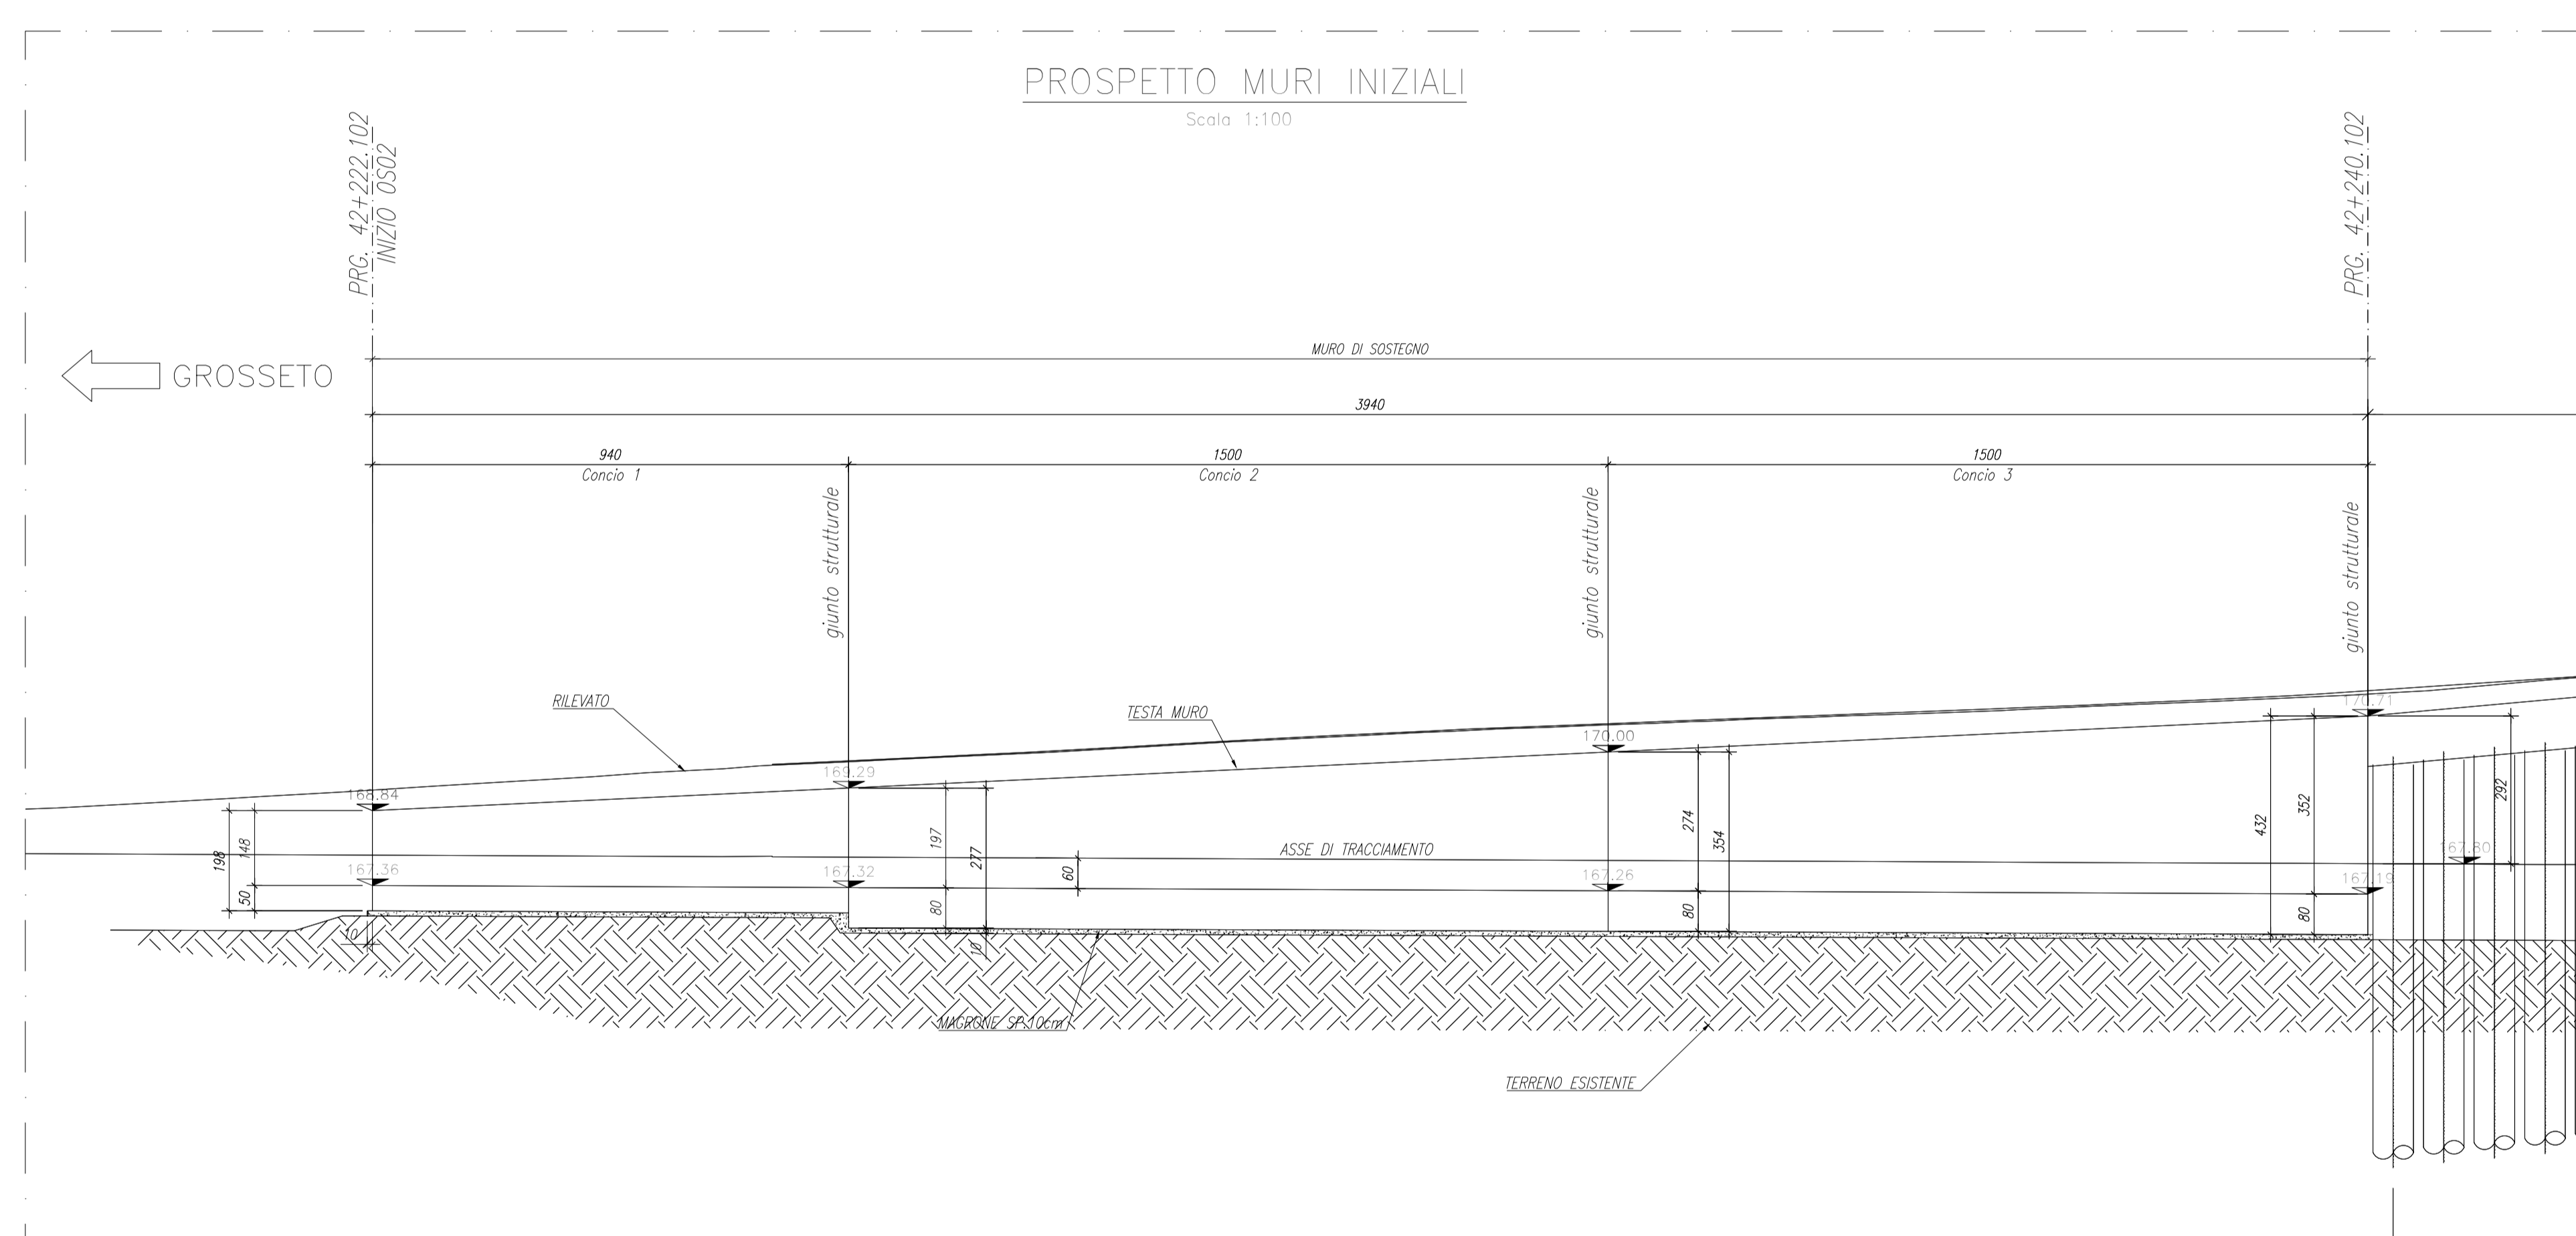 PROSPETTO MURI INIZIALI
Scala 1:100
PRG. 42+222.102
INIZIO OS02
PRG. 42+240.102
GROSSETO
MURO DI SOSTEGNO
3940
940
1500
1500
Concio 1
Concio 2
Concio 3
giunto strutturale
giunto strutturale
giunto strutturale
RILEVATO
TESTA MURO
170.71
170.00
169.29
168.84
198
148
50
197
277
80
60
274
354
80
432
352
80
292
ASSE DI TRACCIAMENTO
167.80
167.36
167.32
167.26
167.19
10
10
MAGRONE SP.10cm
TERRENO ESISTENTE